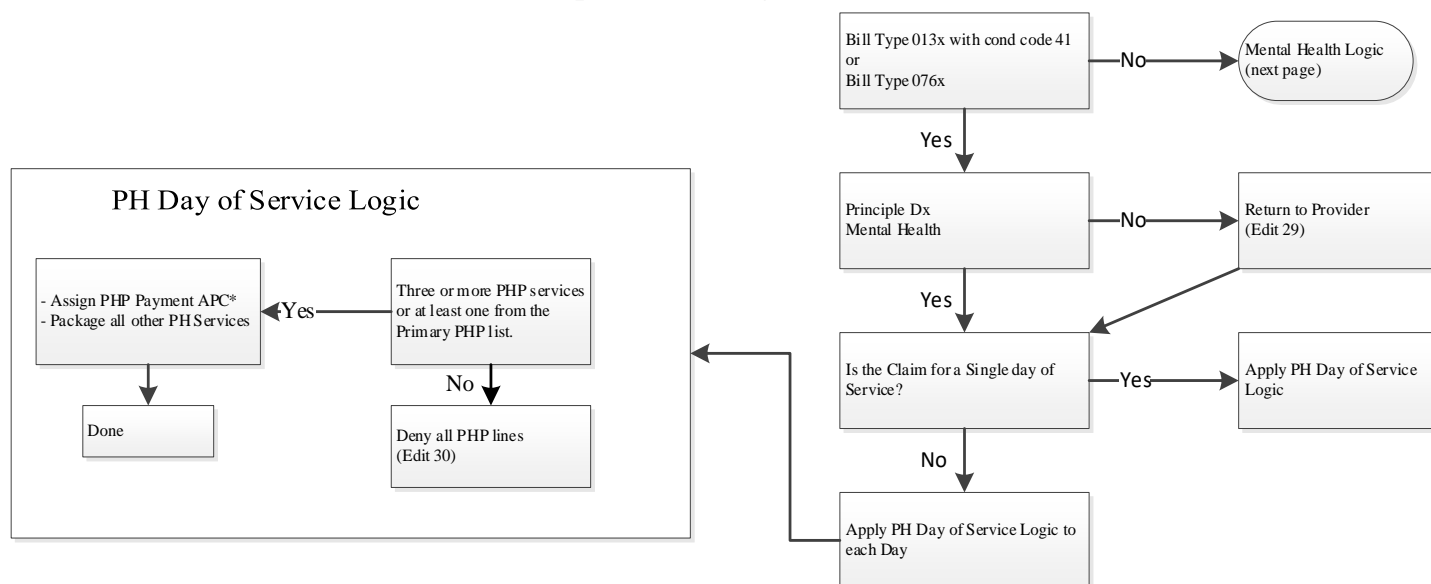 Bill Type 013x with cond code 41
or
Bill Type 076x
No
Mental Health Logic
(next page)
Yes
Principle Dx
Mental Health
No
Return to Provider
(Edit 29)
Yes
Is the Claim for a Single day of
Service?
Yes
Apply PH Day of Service
Logic
No
Apply PH Day of Service Logic to
each Day
PH Day of Service Logic
Three or more PHP services
or at least one from the
Primary PHP list.
Yes
- Assign PHP Payment APC*
- Package all other PH Services
Done
No
Deny all PHP lines
(Edit 30)